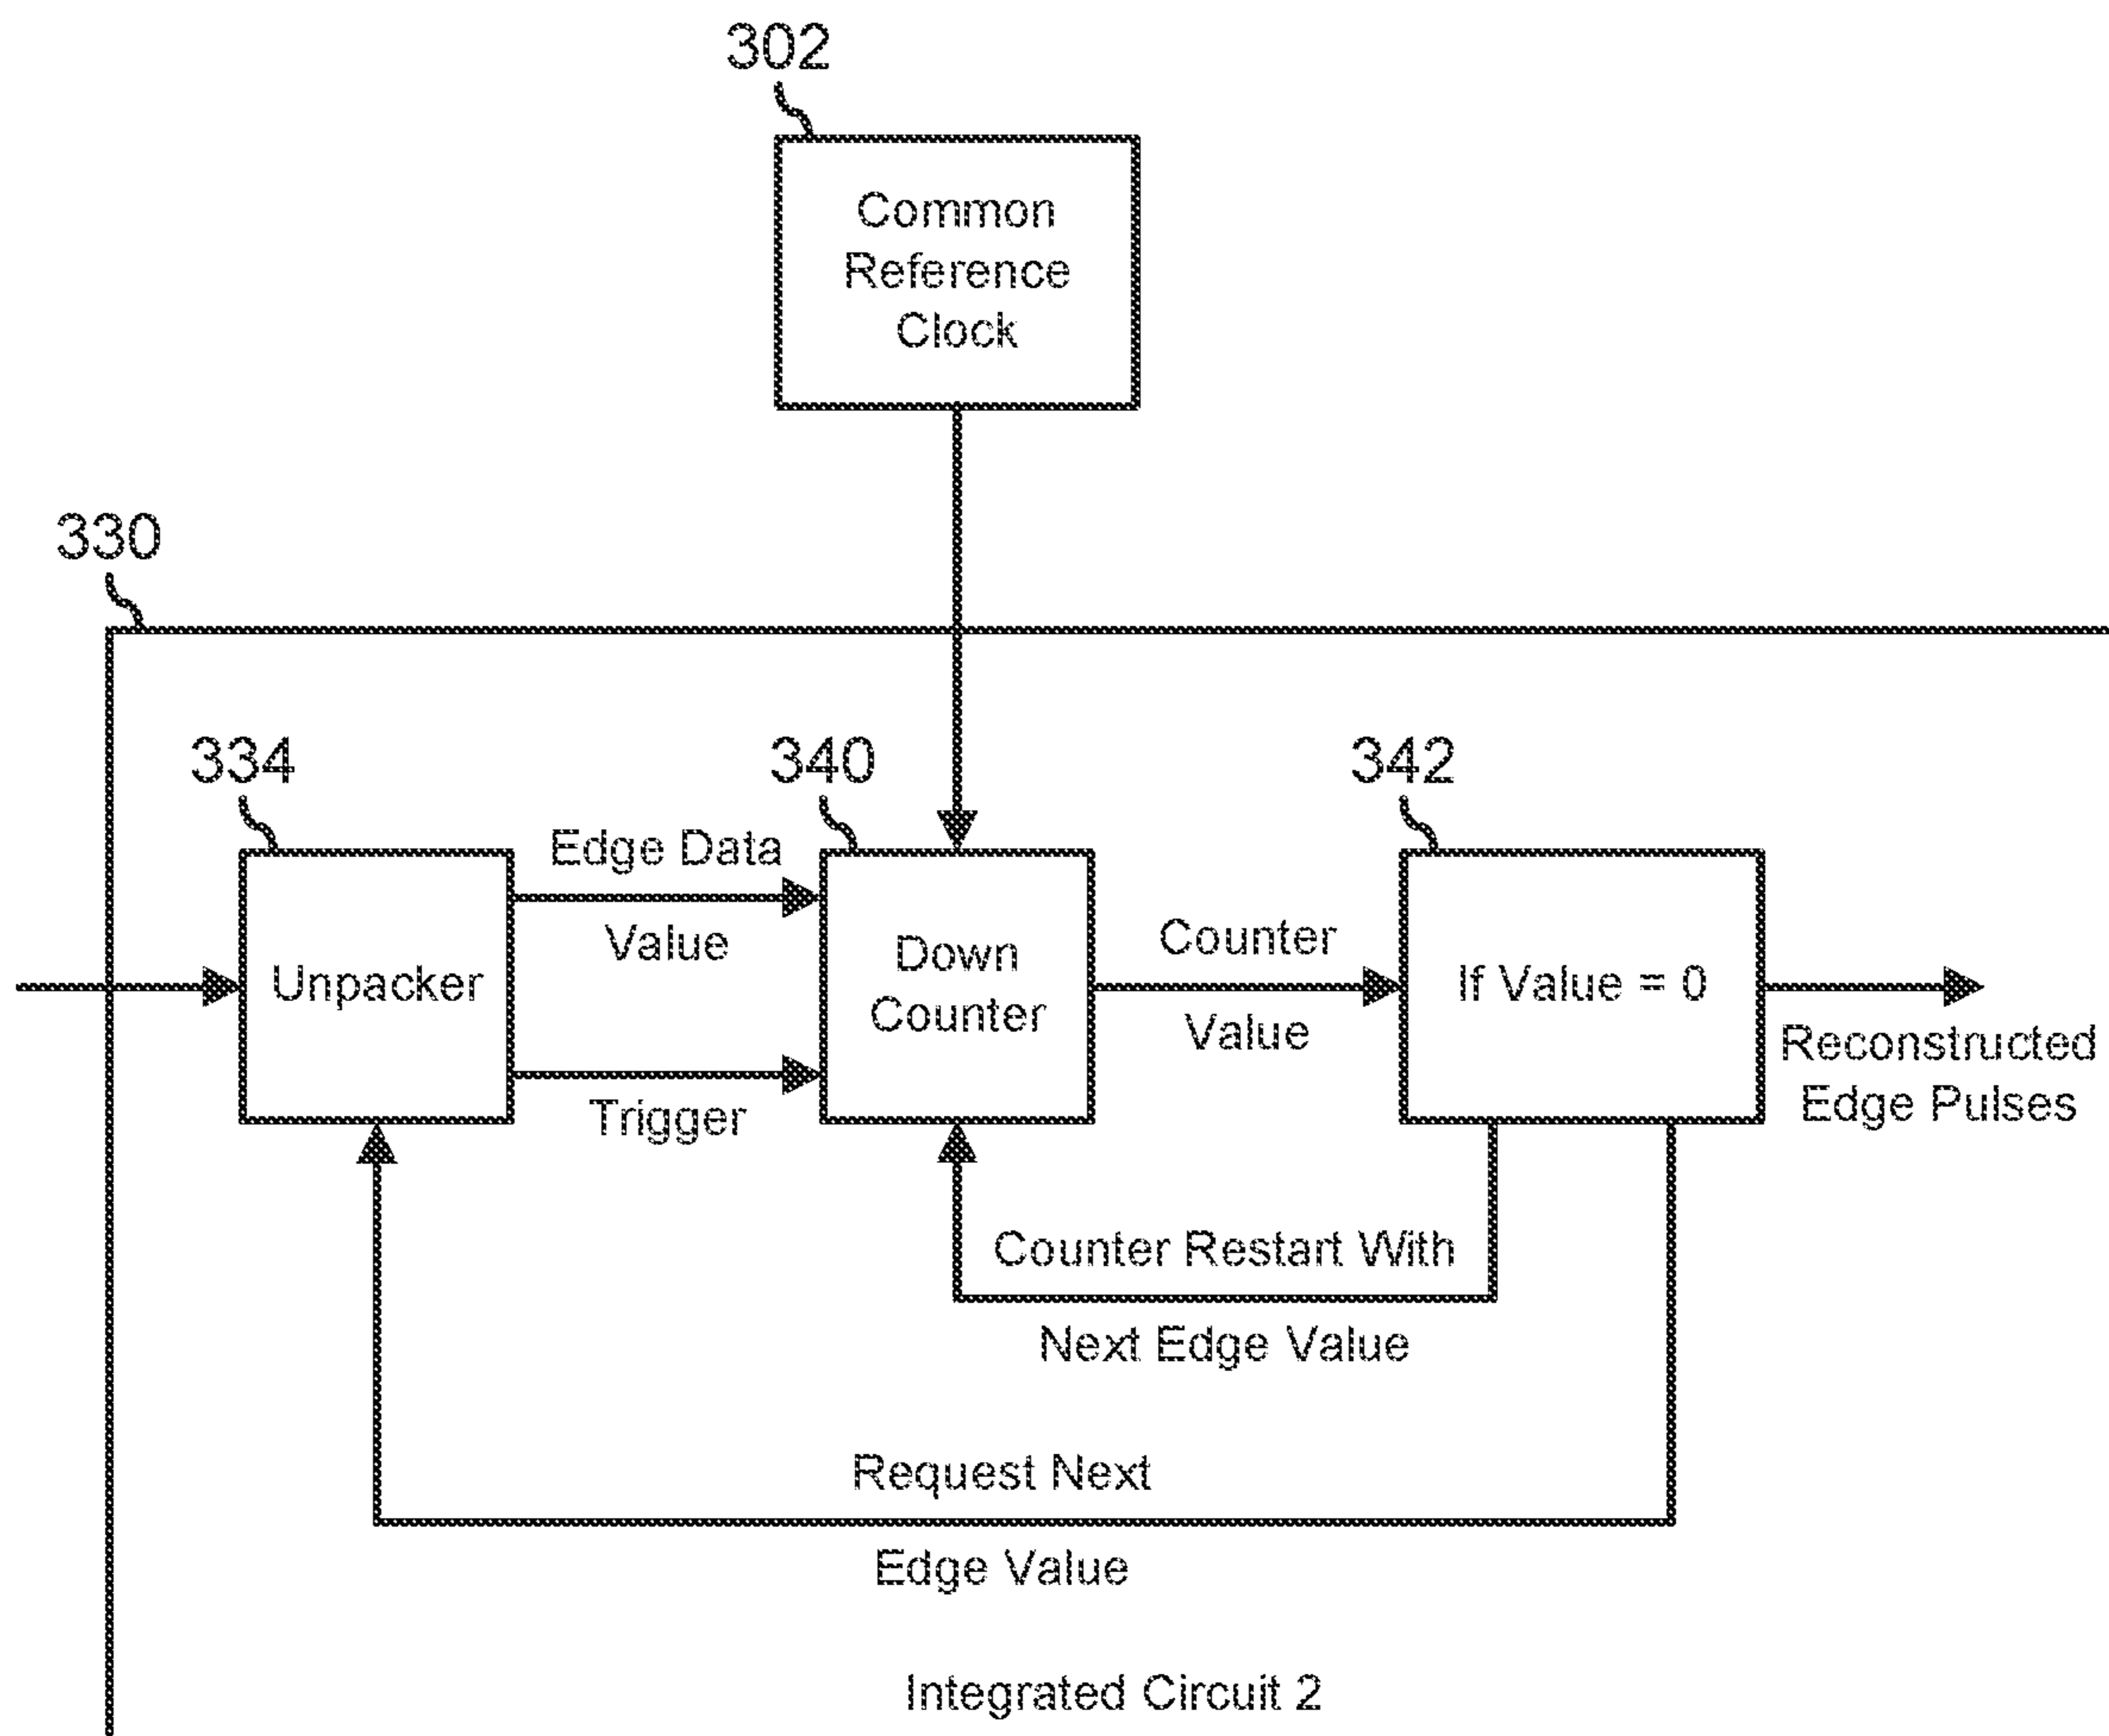 302
Common
Reference
Clock
330
334
340
342
Edge Data
Value
Unpacker
Trigger
Down
Counter
Counter
Value
If Value = 0
Reconstructed
Edge Pulses
Counter Restart With
Next Edge Value
Request Next
Edge Value
Integrated Circuit 2